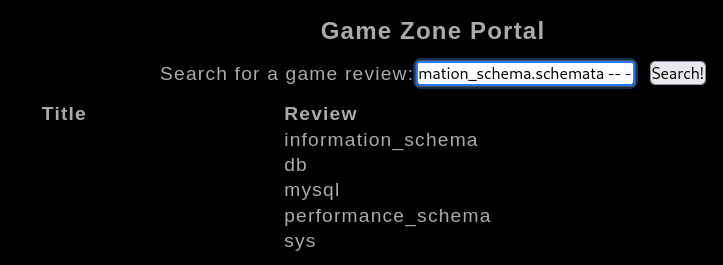 Game Zone Portal
Search for a game review: mation_schema.schemata -- - Search!
Title Review
information_schema
db
mysql
performance_schema
sys